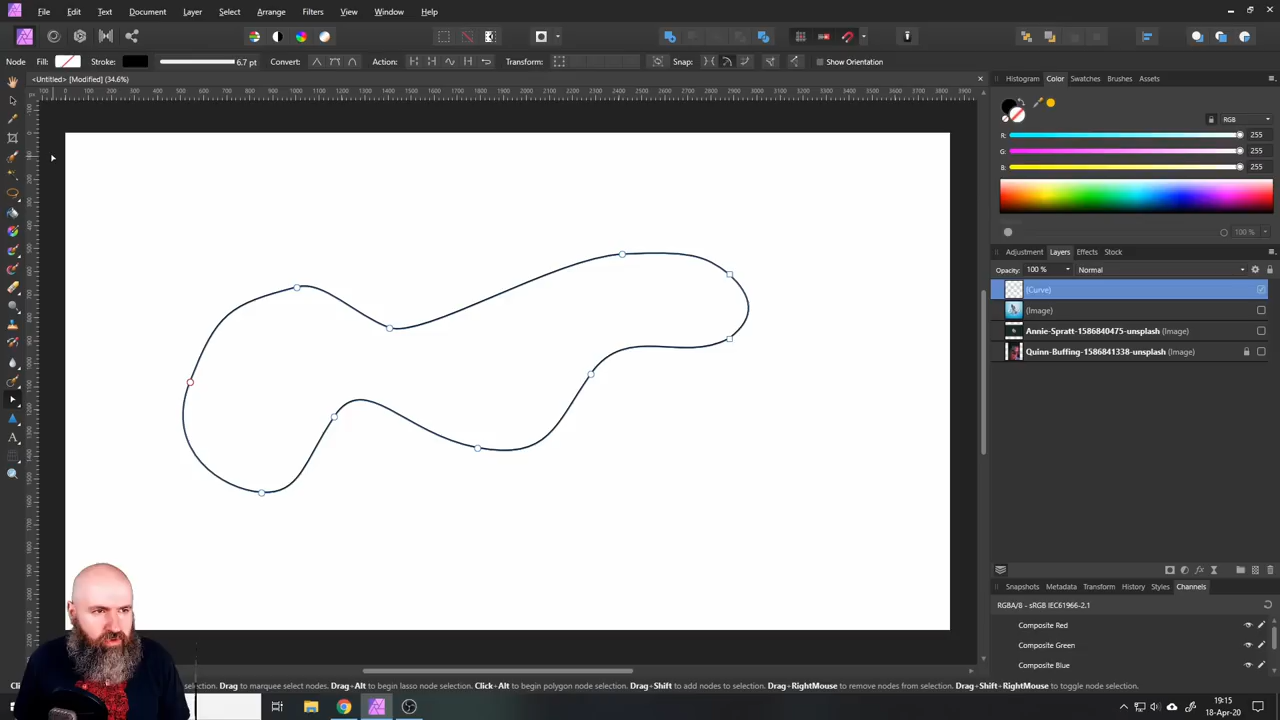 File Edit Text Document Layer Select Arrange Filters View Window Help
Node Fill: Stroke: 6.7 pt Convert: Action: Transform: Snap: Show Orientation
<Untitled> [Modified] (34.6%)
Histogram Color Swatches Brushes Assets
RGB
R: 255
G: 255
B: 255
100 %
Adjustment Layers Effects Stock
Opacity: 100 % Normal
(Curve)
(Image)
Annie-Spratt-1586840475-unsplash (Image)
Quinn-Buffing-1586841338-unsplash (Image)
Snapshots Metadata Transform History Styles Channels
RGBA/8 - sRGB IEC61966-2.1
Composite Red
Composite Green
Composite Blue
selection. Drag to marquee select nodes. Drag+Alt to begin lasso node selection. Click+Alt to begin polygon node selection. Drag+Shift to add nodes to selection. Drag+RightMouse to remove nodes from selection. Drag+Shift+RightMouse to toggle node selection.
19:15
18-Apr-20